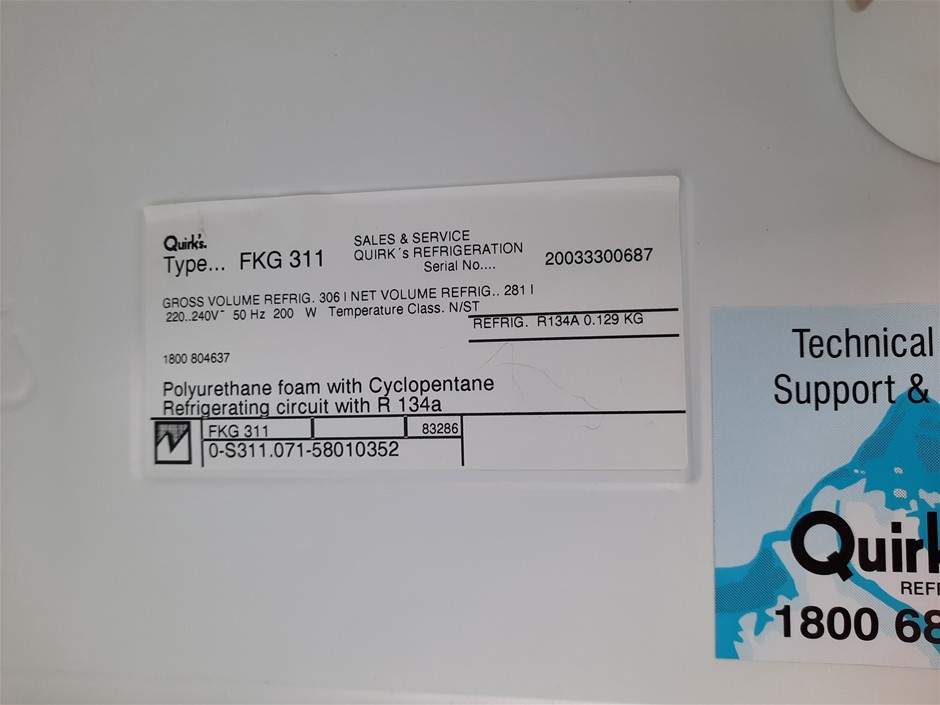 Quirk's.
Type... FKG 311
SALES & SERVICE
QUIRK´s REFRIGERATION
Serial No....
20033300687
GROSS VOLUME REFRIG. 306 l NET VOLUME REFRIG.. 281 l
220..240V~ 50 Hz 200 W Temperature Class. N/ST
REFRIG. R134A 0.129 KG
1800 804637
Polyurethane foam with Cyclopentane
Refrigerating circuit with R 134a
FKG 311 83286
0-S311.071-58010352
Technical
Support &
Quirk
REF
1800 68